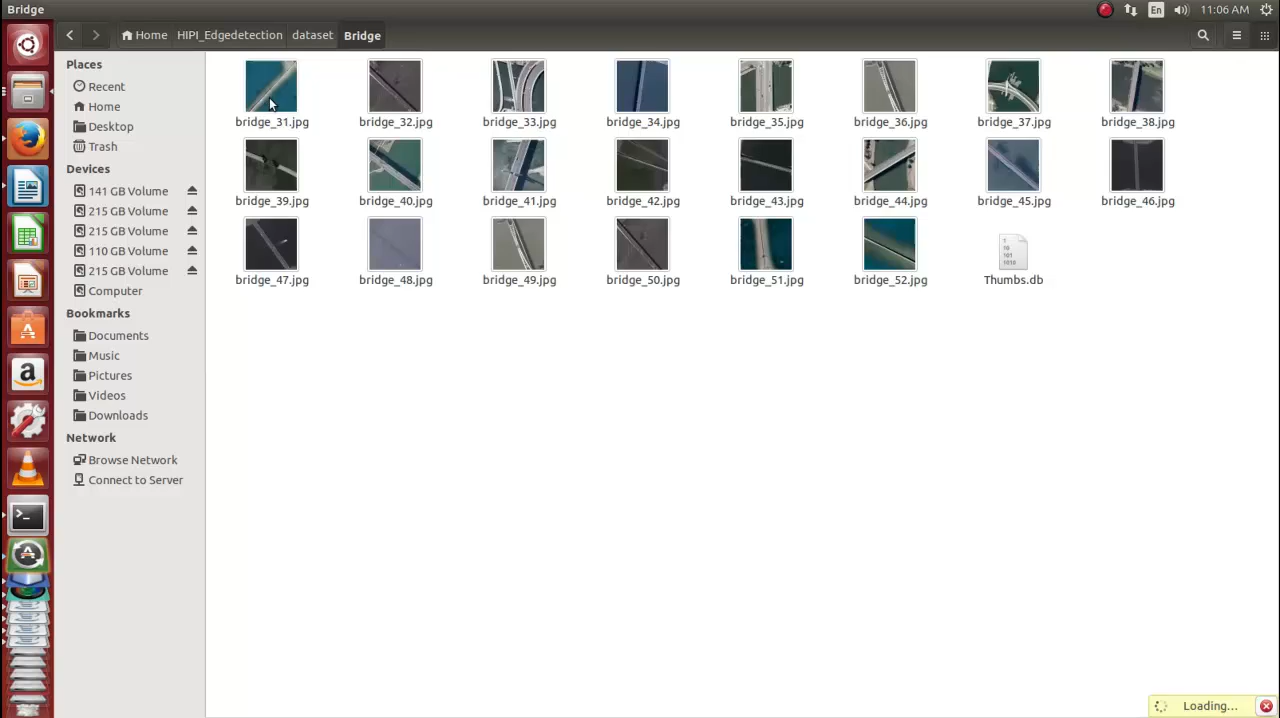 Bridge
En
11:06 AM
Home HIPI_Edgedetection dataset Bridge
Places
Recent
Home
Desktop
Trash
Devices
141 GB Volume
215 GB Volume
215 GB Volume
110 GB Volume
215 GB Volume
Computer
Bookmarks
Documents
Music
Pictures
Videos
Downloads
Network
Browse Network
Connect to Server
bridge_31.jpg bridge_32.jpg bridge_33.jpg bridge_34.jpg bridge_35.jpg bridge_36.jpg bridge_37.jpg bridge_38.jpg
bridge_39.jpg bridge_40.jpg bridge_41.jpg bridge_42.jpg bridge_43.jpg bridge_44.jpg bridge_45.jpg bridge_46.jpg
bridge_47.jpg bridge_48.jpg bridge_49.jpg bridge_50.jpg bridge_51.jpg bridge_52.jpg Thumbs.db
Loading...